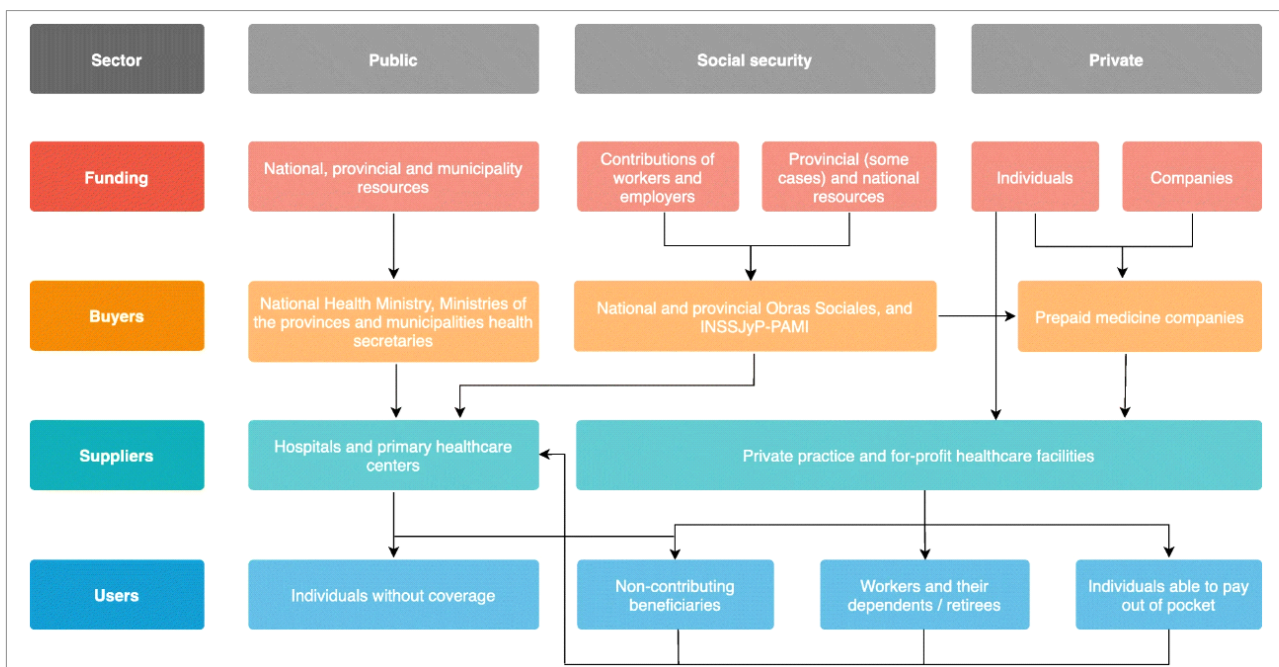 Sector
Public
Social security
Private
Funding
National, provincial and municipality
resources
Contributions of
workers and
employers
Provincial (some
cases) and national
resources
Individuals
Companies
Buyers
National Health Ministry, Ministries of
the provinces and municipalities health
secretaries
National and provincial Obras Sociales, and
INSSJyP-PAMI
Prepaid medicine companies
Suppliers
Hospitals and primary healthcare
centers
Private practice and for-profit healthcare facilities
Users
Individuals without coverage
Non-contributing
beneficiaries
Workers and their
dependents / retirees
Individuals able to pay
out of pocket